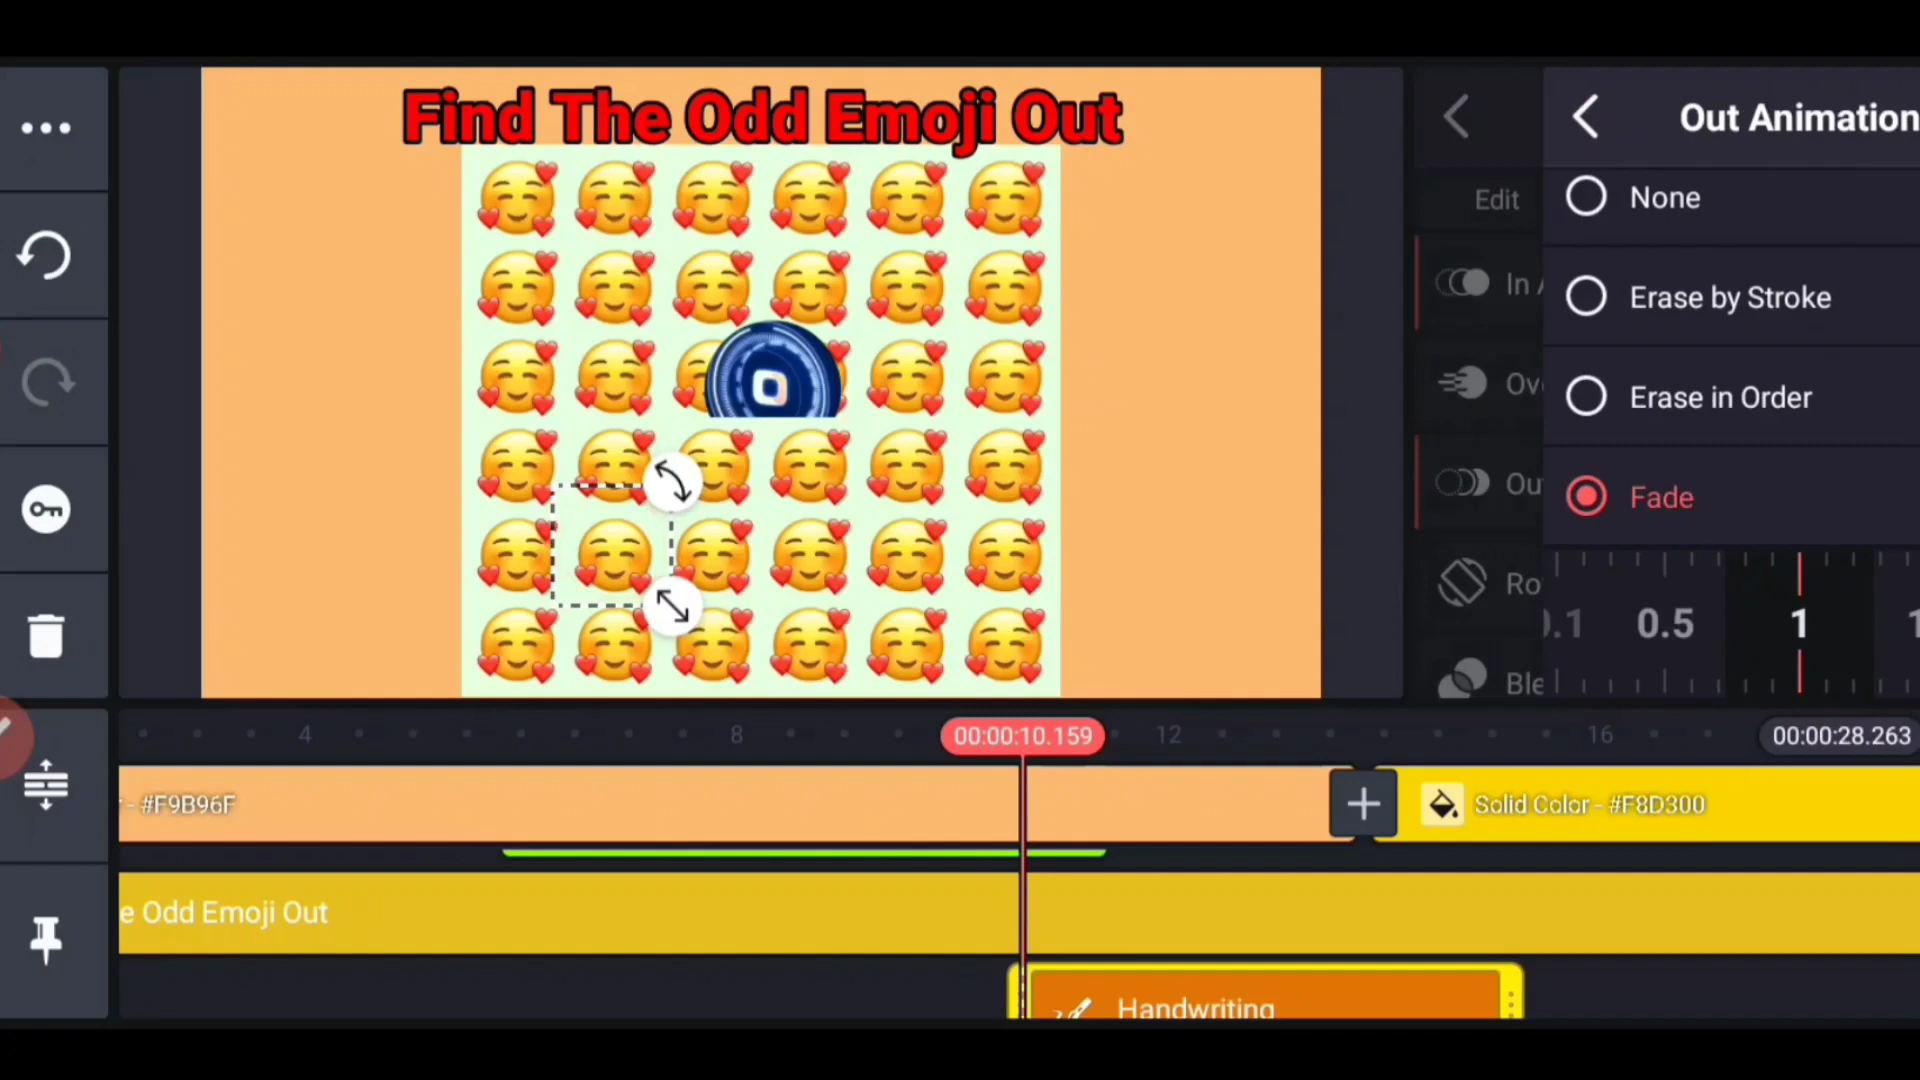 Find The Odd Emoji Out
Out Animation
None
Edit
Erase by Stroke
In A
Erase in Order
Ov
Fade
Ou
Ro
0.5
1
Ble
4
8
00:00:10.159
12
16
00:00:28.263
- #F9B96F
Solid Color - #F8D300
e Odd Emoji Out
Handwriting